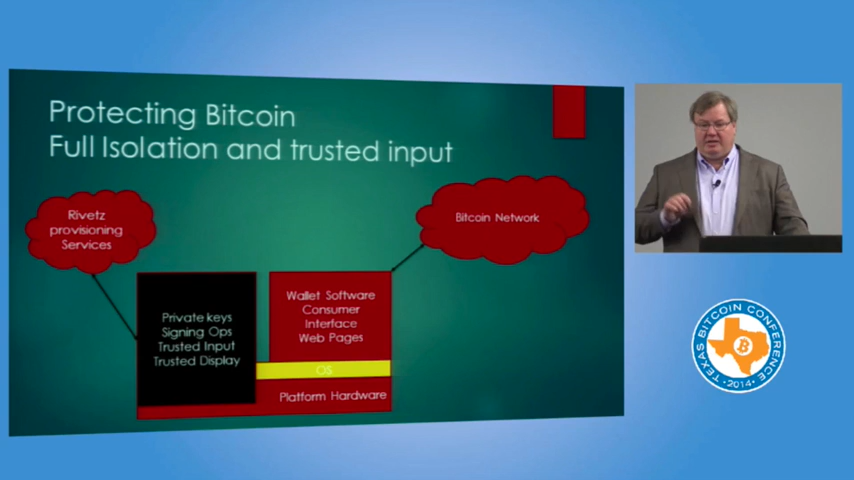 Protecting Bitcoin
Full Isolation and trusted input
Rivetz
provisioning
Services
Bitcoin Network
Private keys
Signing Ops
Trusted Input
Trusted Display
Wallet Software
Consumer
Interface
Web Pages
OS
Platform Hardware
TEXAS BITCOIN CONFERENCE
• 2014 •